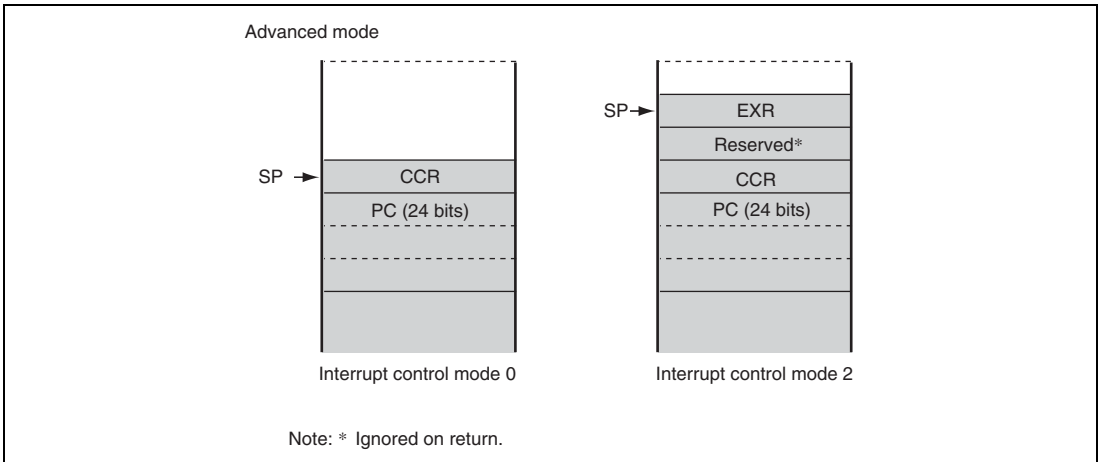 Advanced mode
SP
CCR
PC (24 bits)
Interrupt control mode 0
SP
EXR
Reserved*
CCR
PC (24 bits)
Interrupt control mode 2
Note: * Ignored on return.